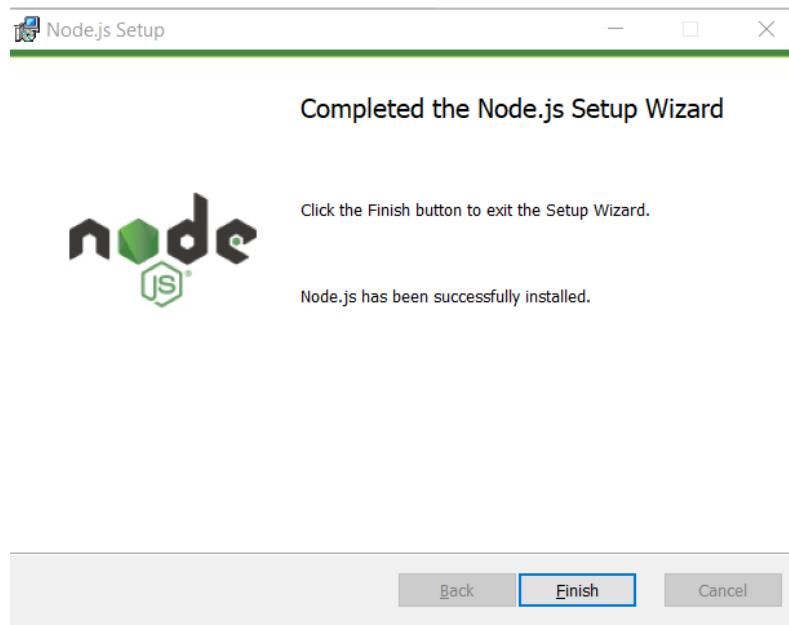 Node.js Setup
Completed the Node.js Setup Wizard
Click the Finish button to exit the Setup Wizard.
node
JS®
Node.js has been successfully installed.
Back Finish Cancel